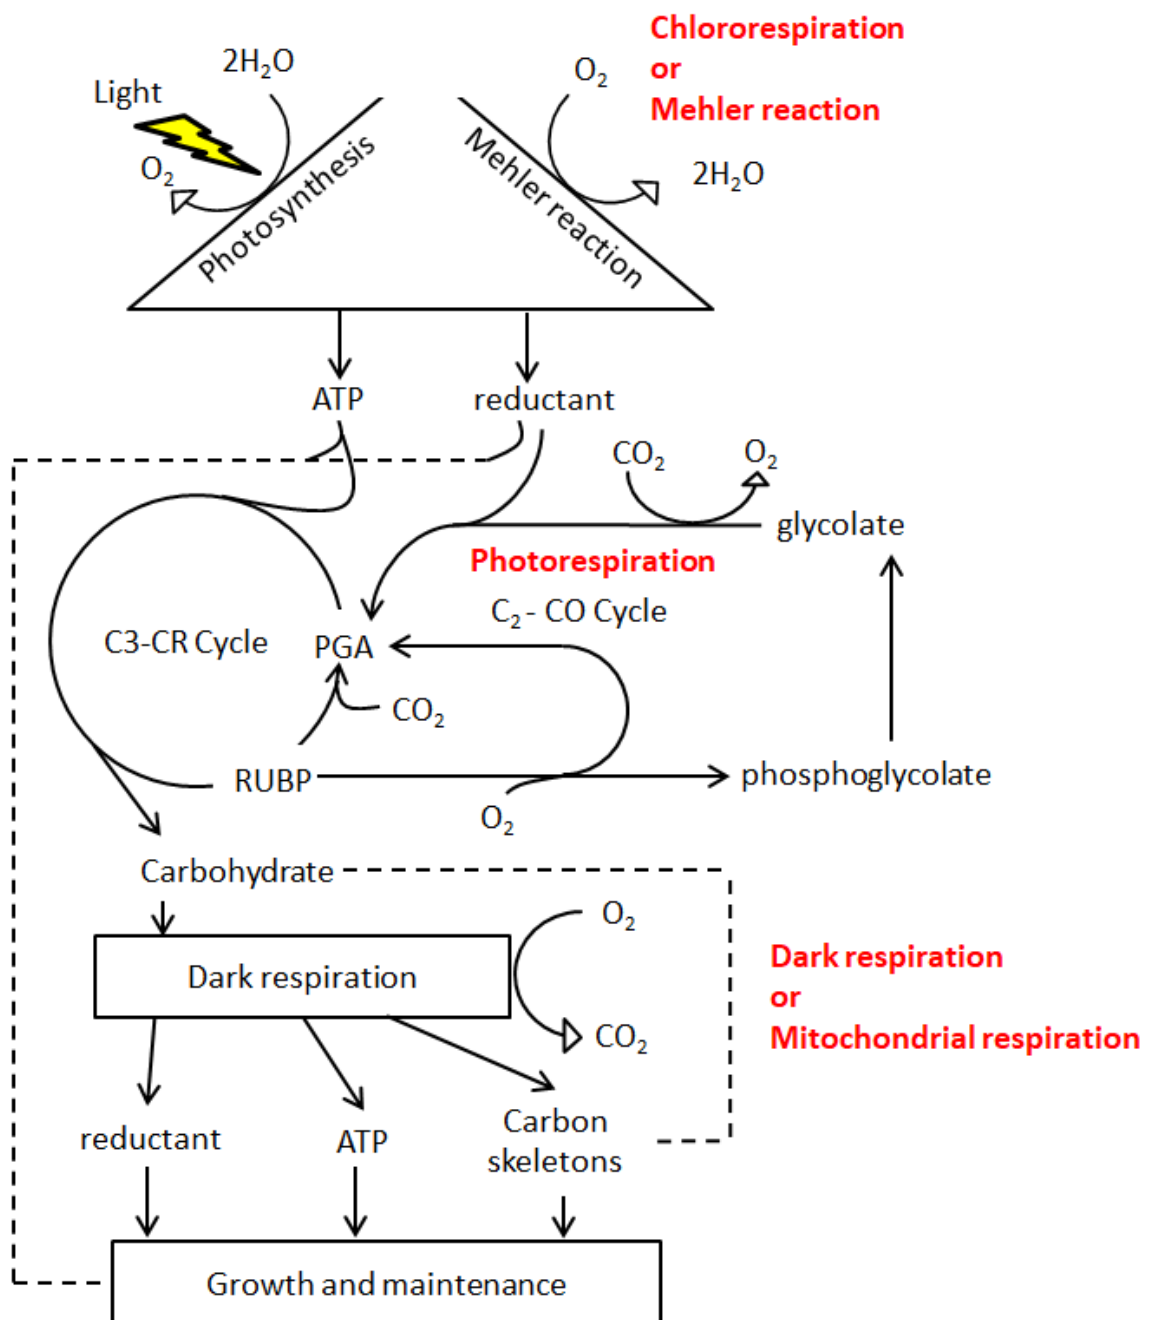 Chlororespiration
or
Mehler reaction
2H₂O
O₂
Light
O₂
2H₂O
Photosynthesis
Mehler reaction
ATP
reductant
CO₂
O₂
glycolate
Photorespiration
C₂ - CO Cycle
C3-CR Cycle
PGA
CO₂
RUBP
phosphoglycolate
O₂
Carbohydrate
O₂
Dark respiration
Dark respiration
or
Mitochondrial respiration
CO₂
reductant
ATP
Carbon
skeletons
Growth and maintenance